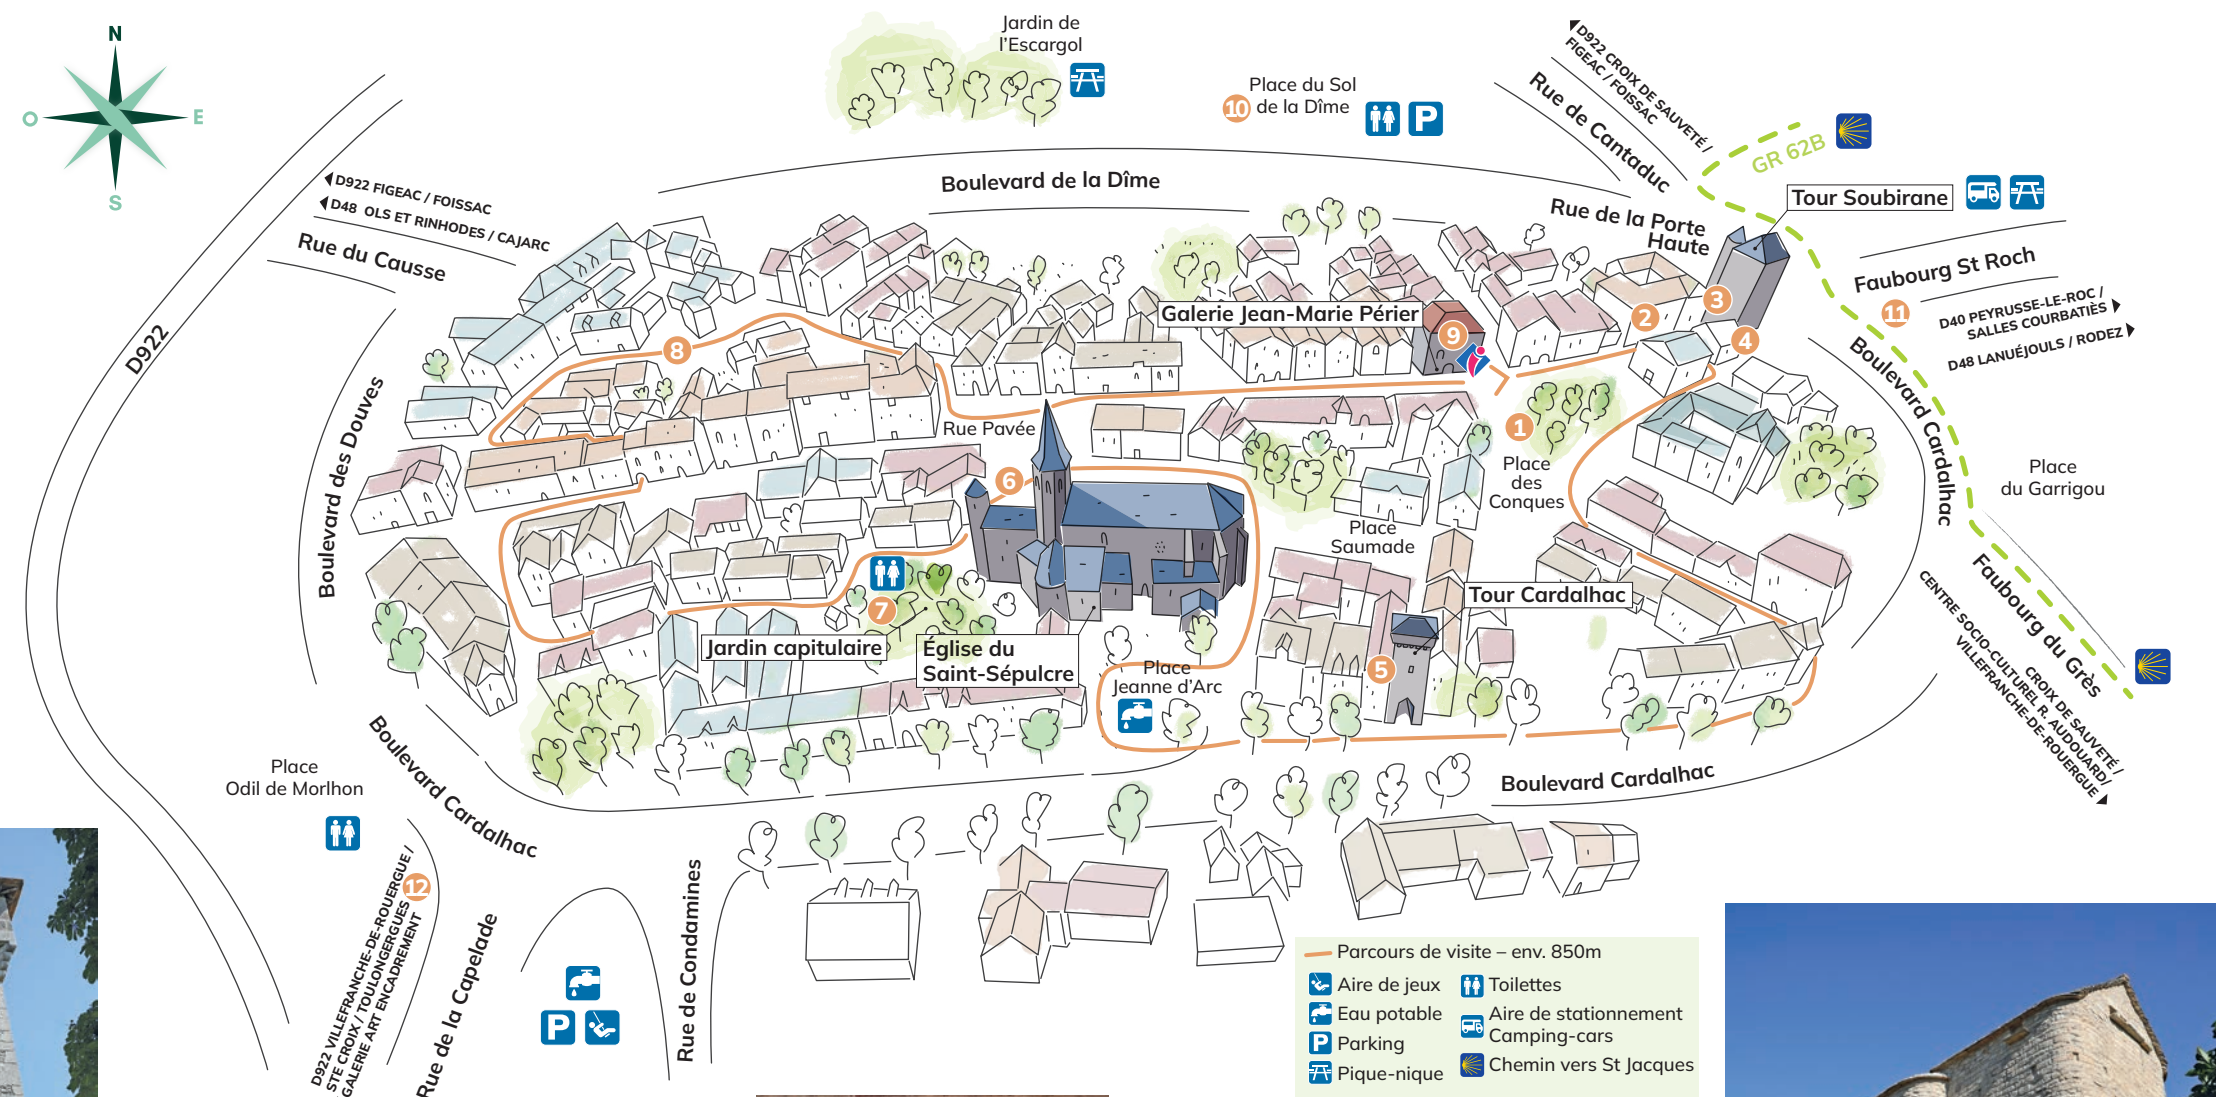 N
O
E
S
Jardin de
l'Escargol
Place du Sol
de la Dîme
10
P
D922 CROIX DE SAUVETÉ /
FIGEAC / FOISSAC
Rue de Cantaduc
GR 62B
Tour Soubirane
Boulevard de la Dîme
Rue de la Porte
Haute
D922 FIGEAC / FOISSAC
D48 OLS ET RINHODES / CAJARC
Rue du Causse
D922
Faubourg St Roch
11
D40 PEYRUSSE-LE-ROC /
SALLES COURBATIÈS
D48 LANUÉJOULS / RODEZ
Galerie Jean-Marie Périer
9
2
3
4
8
Boulevard Cardalhac
Boulevard des Douves
Rue Pavée
1
Place
des
Conques
6
Place
Saumade
Place
du Garrigou
7
Tour Cardalhac
5
Jardin capitulaire
Église du
Saint-Sépulcre
Place
Jeanne d'Arc
Faubourg du Grès
CROIX DE SAUVETÉ /
CENTRE SOCIO-CULTUREL R. AUDOUARD/
VILLEFRANCHE-DE-ROUERGUE
Boulevard Cardalhac
Boulevard Cardalhac
Place
Odil de Morlhon
D922 VILLEFRANCHE-DE-ROUERGUE /
STE CROIX / TOULONGERGUES
12
GALERIE ART ENCADREMENT
Rue de la Capelade
P
Rue de Condamines
Parcours de visite – env. 850m
Aire de jeux
Eau potable
P Parking
Pique-nique
Toilettes
Aire de stationnement
Camping-cars
Chemin vers St Jacques